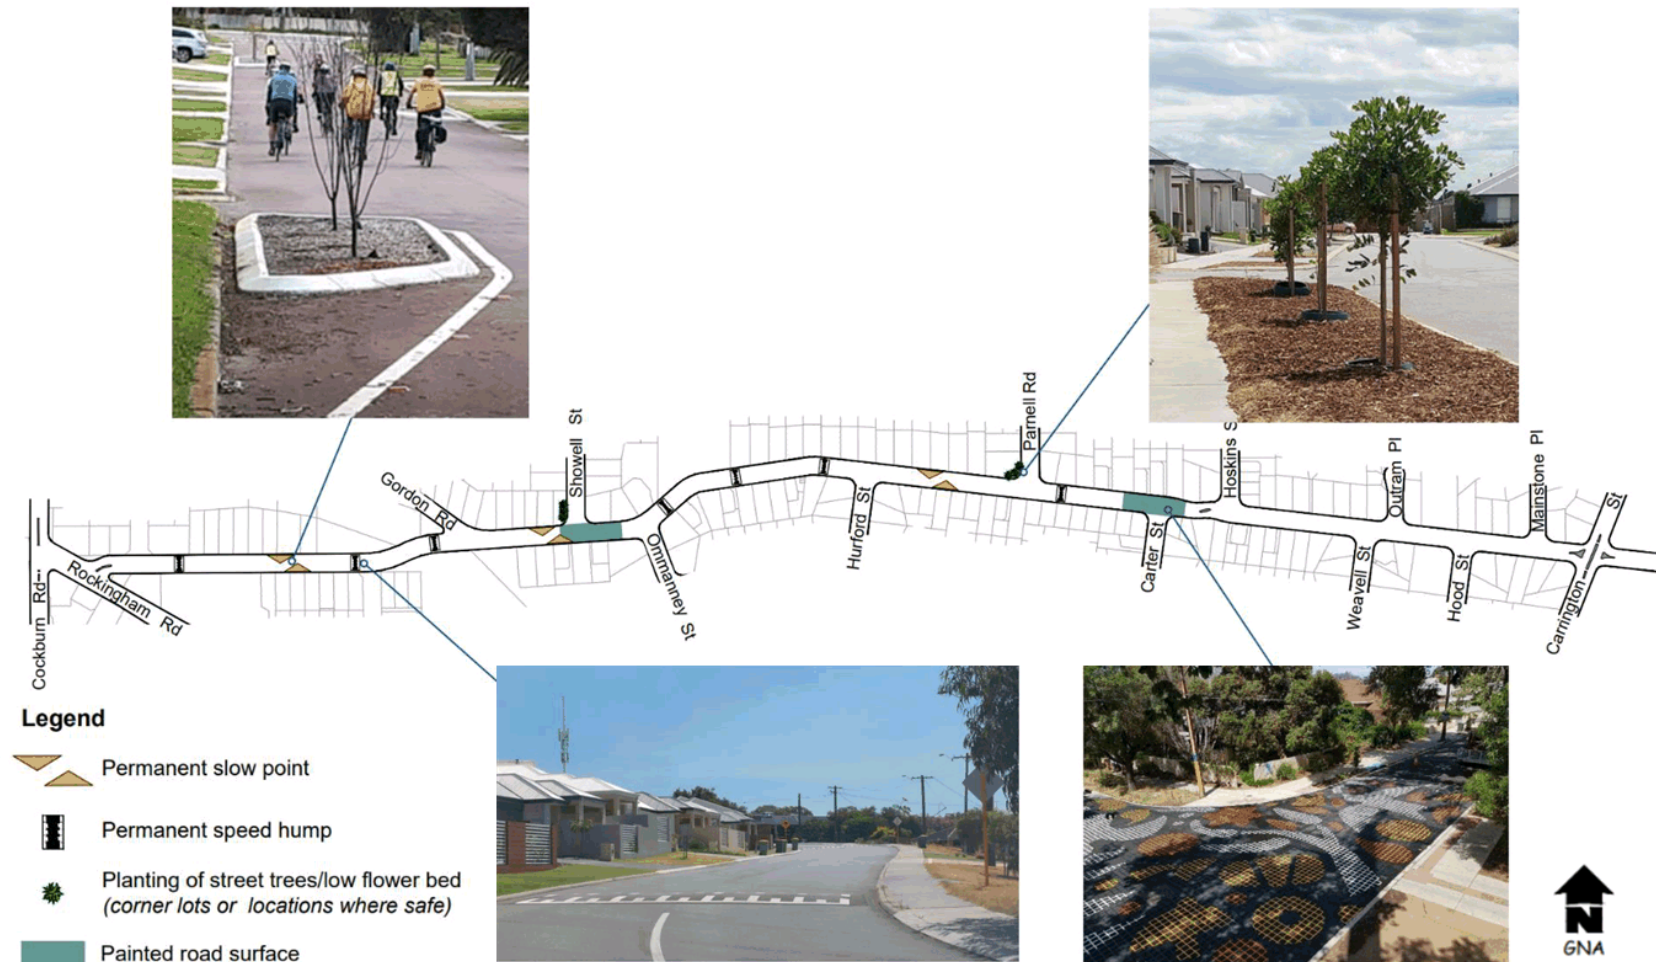 Parnell Rd
Showell St
Hoskins S
Outram Pl
Mainstone Pl
St
Gordon Rd
Hurford St
Ommanney St
Carter St
Weavell St
Hood St
Carrington
Rockingham Rd
Cockburn Rd
Legend
Permanent slow point
Permanent speed hump
Planting of street trees/low flower bed
(corner lots or locations where safe)
Painted road surface
N
GNA